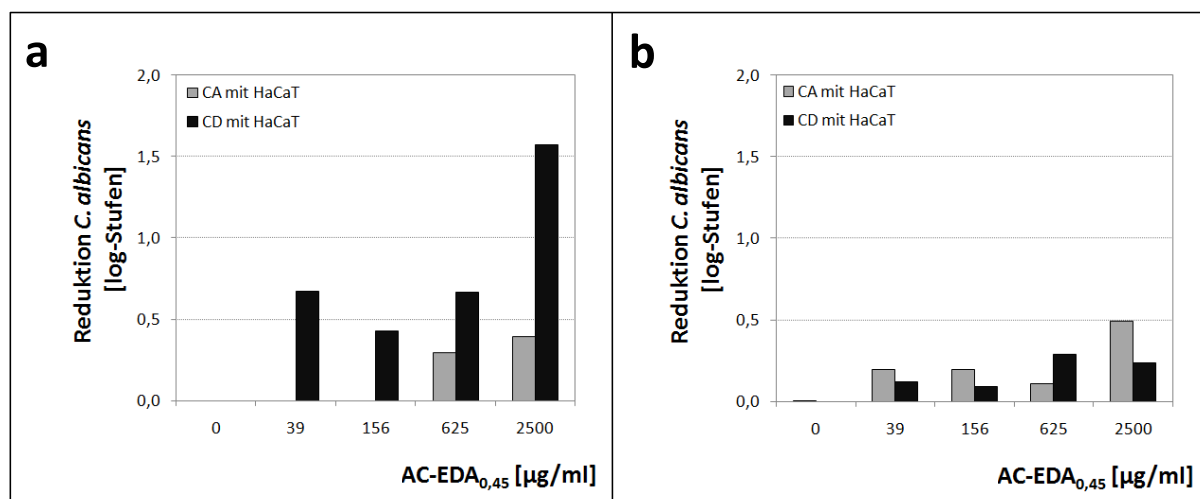 a
2,0
CA mit HaCaT
CD mit HaCaT
1,5
1,0
0,5
0,0
Reduktion C. albicans
[log-Stufen]
0 39 156 625 2500
AC-EDA0,45 [µg/ml]
b
2,0
CA mit HaCaT
CD mit HaCaT
1,5
1,0
0,5
0,0
Reduktion C. albicans
[log-Stufen]
0 39 156 625 2500
AC-EDA0,45 [µg/ml]